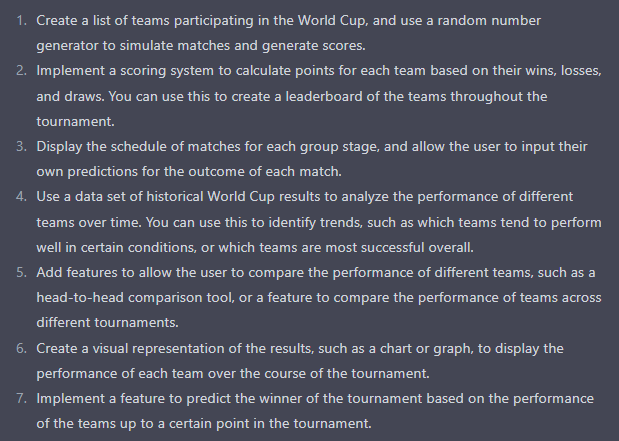 1. Create a list of teams participating in the World Cup, and use a random number
generator to simulate matches and generate scores.
2. Implement a scoring system to calculate points for each team based on their wins, losses,
and draws. You can use this to create a leaderboard of the teams throughout the
tournament.
3. Display the schedule of matches for each group stage, and allow the user to input their
own predictions for the outcome of each match.
4. Use a data set of historical World Cup results to analyze the performance of different
teams over time. You can use this to identify trends, such as which teams tend to perform
well in certain conditions, or which teams are most successful overall.
5. Add features to allow the user to compare the performance of different teams, such as a
head-to-head comparison tool, or a feature to compare the performance of teams across
different tournaments.
6. Create a visual representation of the results, such as a chart or graph, to display the
performance of each team over the course of the tournament.
7. Implement a feature to predict the winner of the tournament based on the performance
of the teams up to a certain point in the tournament.